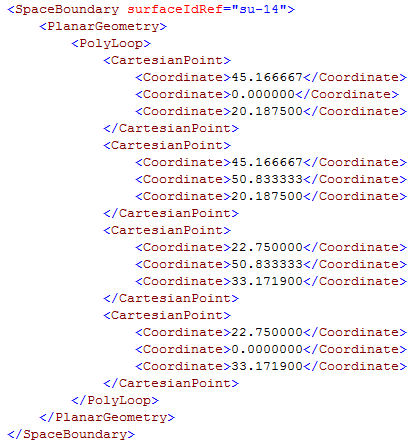 <SpaceBoundary surfaceIdRef="su-14">
<PlanarGeometry>
<PolyLoop>
<CartesianPoint>
<Coordinate>45.166667</Coordinate>
<Coordinate>0.000000</Coordinate>
<Coordinate>20.187500</Coordinate>
</CartesianPoint>
<CartesianPoint>
<Coordinate>45.166667</Coordinate>
<Coordinate>50.833333</Coordinate>
<Coordinate>20.187500</Coordinate>
</CartesianPoint>
<CartesianPoint>
<Coordinate>22.750000</Coordinate>
<Coordinate>50.833333</Coordinate>
<Coordinate>33.171900</Coordinate>
</CartesianPoint>
<CartesianPoint>
<Coordinate>22.750000</Coordinate>
<Coordinate>0.0000000</Coordinate>
<Coordinate>33.171900</Coordinate>
</CartesianPoint>
</PolyLoop>
</PlanarGeometry>
</SpaceBoundary>